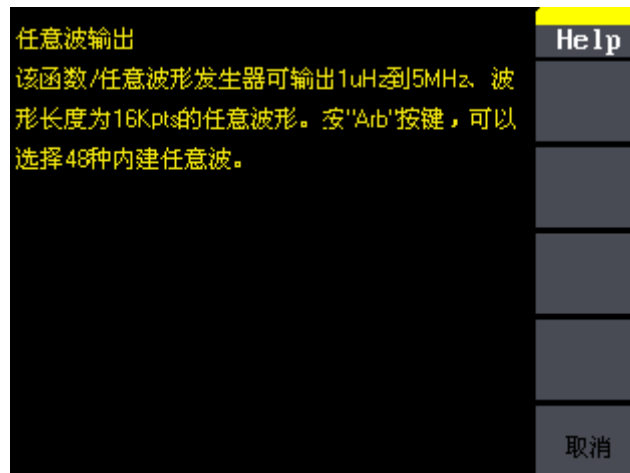 任意波输出
Help
该函数/任意波形发生器可输出1uHz到5MHz、波
形长度为16Kpts的任意波形。按"Arb"按键，可以
选择48种内建任意波。
取消